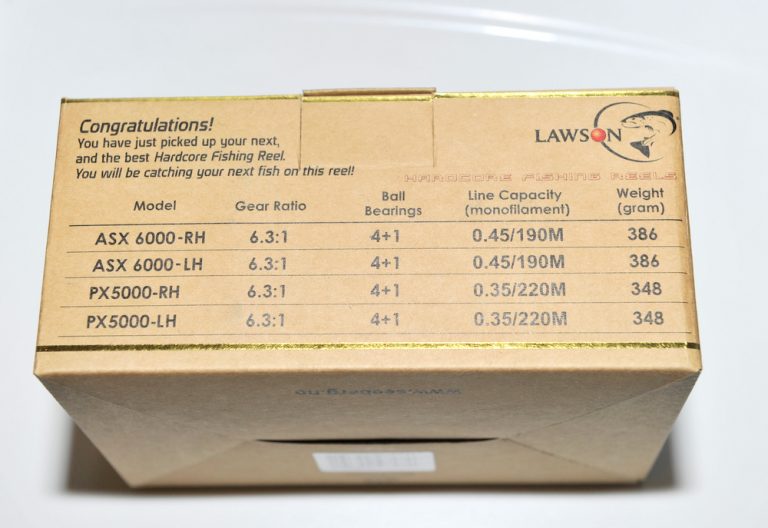 Congratulations!
You have just picked up your next,
and the best Hardcore Fishing Reel.
You will be catching your next fish on this reel!
LAWSON
HARDCORE FISHING REELS
Model Gear Ratio Ball Bearings Line Capacity (monofilament) Weight (gram)
ASX 6000-RH 6.3:1 4+1 0.45/190M 386
ASX 6000-LH 6.3:1 4+1 0.45/190M 386
PX5000-RH 6.3:1 4+1 0.35/220M 348
PX5000-LH 6.3:1 4+1 0.35/220M 348
www.soeberg.no